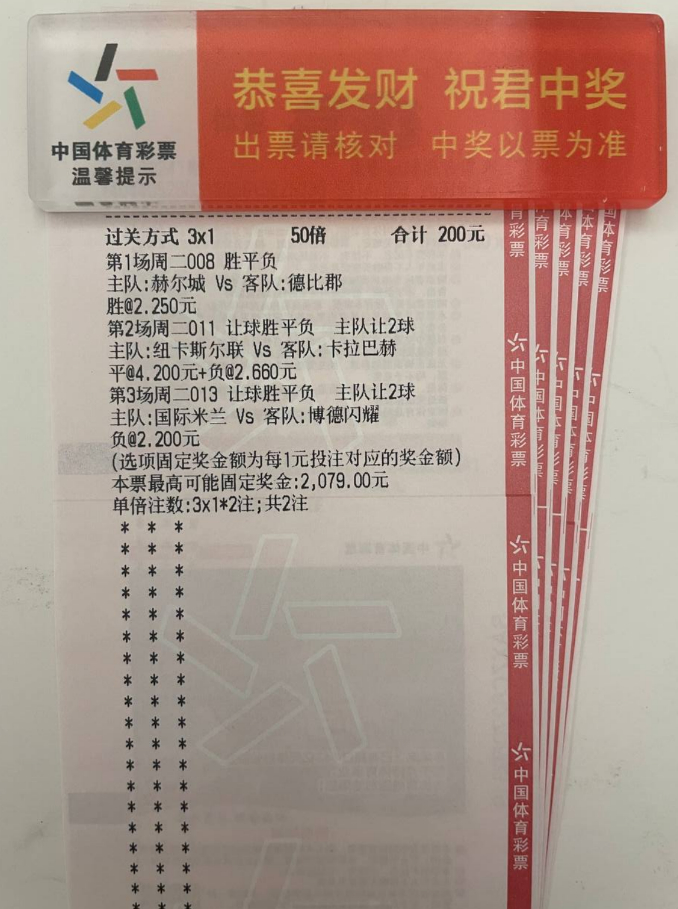 恭喜发财 祝君中奖
出票请核对 中奖以票为准
中国体育彩票
温馨提示
过关方式 3x1 50倍 合计 200元
第1场周二008 胜平负
主队:赫尔城 Vs 客队:德比郡
胜@2.250元
第2场周二011 让球胜平负 主队让2球
主队:纽卡斯尔联 Vs 客队:卡拉巴赫
平@4.200元+负@2.660元
第3场周二013 让球胜平负 主队让2球
主队:国际米兰 Vs 客队:博德闪耀
负@2.200元
(选项固定奖金额为每1元投注对应的奖金额)
本票最高可能固定奖金:2,079.00元
单倍注数:3x1*2注;共2注
育彩票
中国体育彩票
中国体育彩票
中国体育彩票